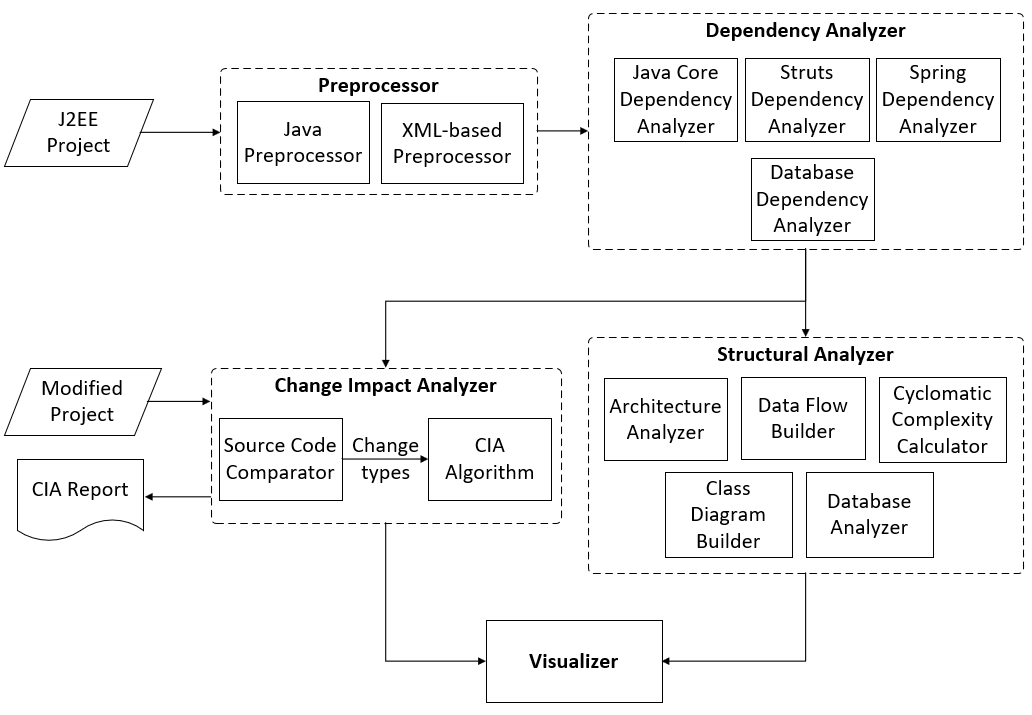 J2EE
Project
Preprocessor
Java
Preprocessor
XML-based
Preprocessor
Dependency Analyzer
Java Core
Dependency
Analyzer
Struts
Dependency
Analyzer
Spring
Dependency
Analyzer
Database
Dependency
Analyzer
Modified
Project
CIA Report
Change Impact Analyzer
Source Code
Comparator
Change
types
CIA
Algorithm
Structural Analyzer
Architecture
Analyzer
Data Flow
Builder
Cyclomatic
Complexity
Calculator
Class
Diagram
Builder
Database
Analyzer
Visualizer